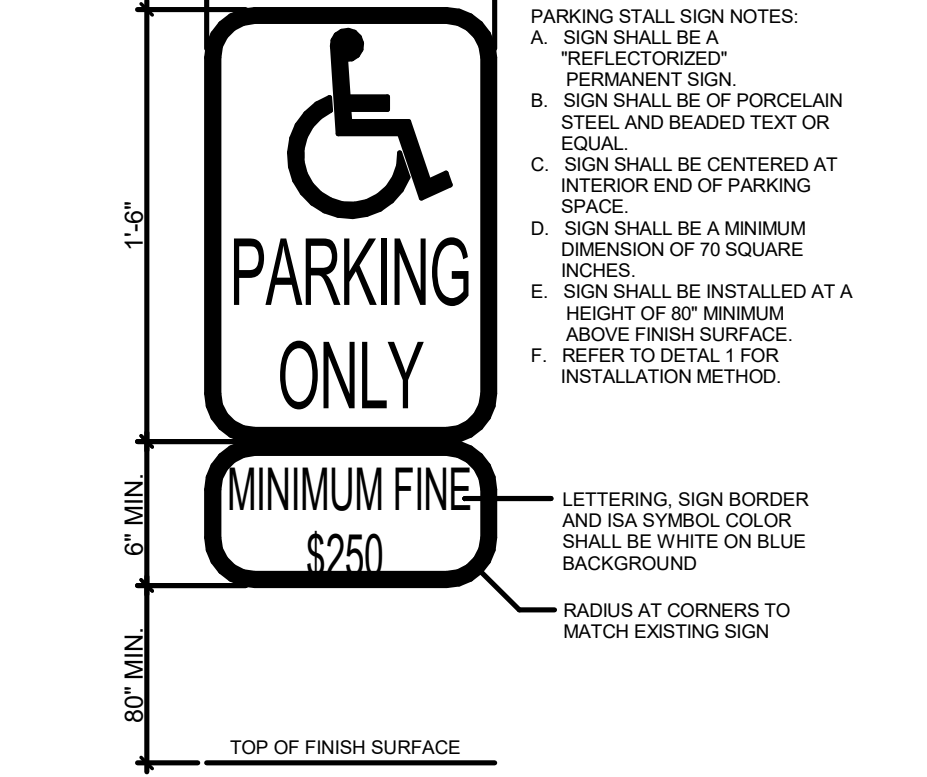 PARKING STALL SIGN NOTES:
A. SIGN SHALL BE A
"REFLECTORIZED"
PERMANENT SIGN.
B. SIGN SHALL BE OF PORCELAIN
STEEL AND BEADED TEXT OR
EQUAL.
C. SIGN SHALL BE CENTERED AT
INTERIOR END OF PARKING
SPACE.
D. SIGN SHALL BE A MINIMUM
DIMENSION OF 70 SQUARE
INCHES.
E. SIGN SHALL BE INSTALLED AT A
HEIGHT OF 80" MINIMUM
ABOVE FINISH SURFACE.
F. REFER TO DETAL 1 FOR
INSTALLATION METHOD.
1'-6"
PARKING
ONLY
6" MIN.
MINIMUM FINE
$250
LETTERING, SIGN BORDER
AND ISA SYMBOL COLOR
SHALL BE WHITE ON BLUE
BACKGROUND
RADIUS AT CORNERS TO
MATCH EXISTING SIGN
80" MIN.
TOP OF FINISH SURFACE